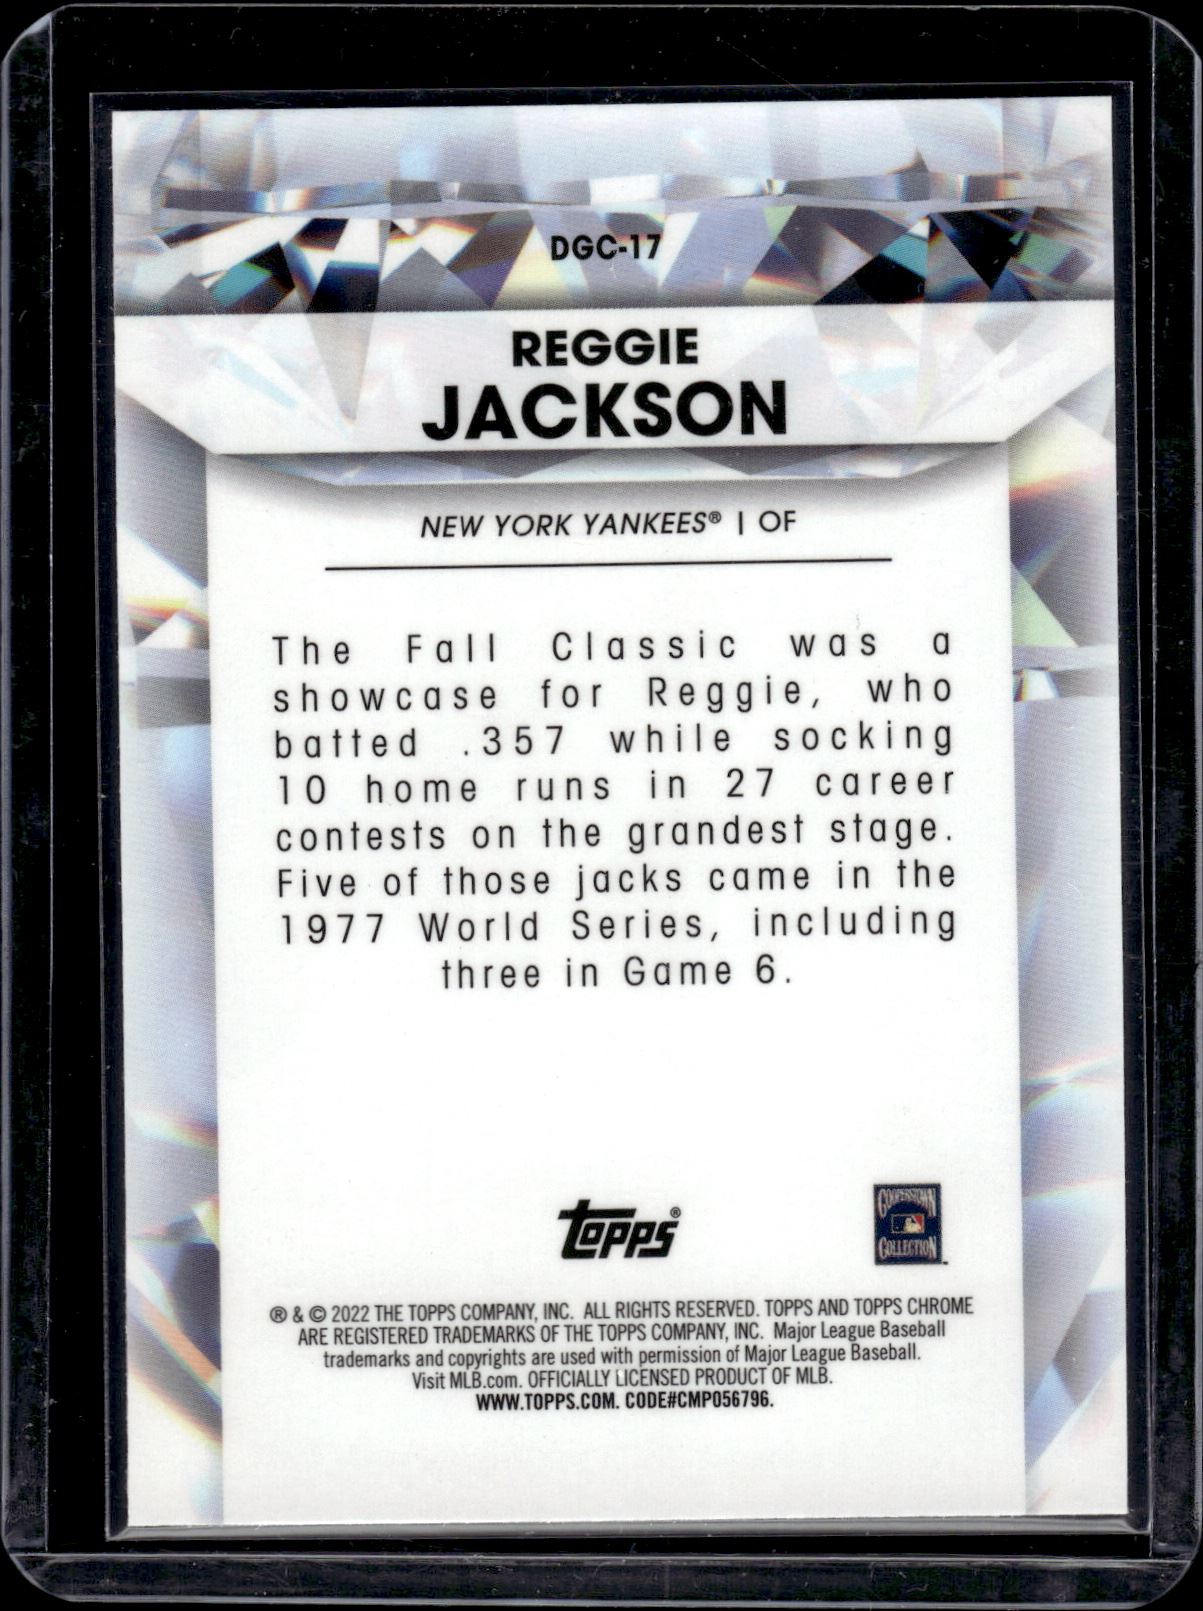 DGC-17
REGGIE
JACKSON
NEW YORK YANKEES® | OF
The Fall Classic was a
showcase for Reggie, who
batted .357 while socking
10 home runs in 27 career
contests on the grandest stage.
Five of those jacks came in the
1977 World Series, including
three in Game 6.
topps®
COOPERSTOWN
COLLECTION
® & © 2022 THE TOPPS COMPANY, INC. ALL RIGHTS RESERVED. TOPPS AND TOPPS CHROME
ARE REGISTERED TRADEMARKS OF THE TOPPS COMPANY, INC. Major League Baseball
trademarks and copyrights are used with permission of Major League Baseball.
Visit MLB.com. OFFICIALLY LICENSED PRODUCT OF MLB.
WWW.TOPPS.COM. CODE#CMP056796.